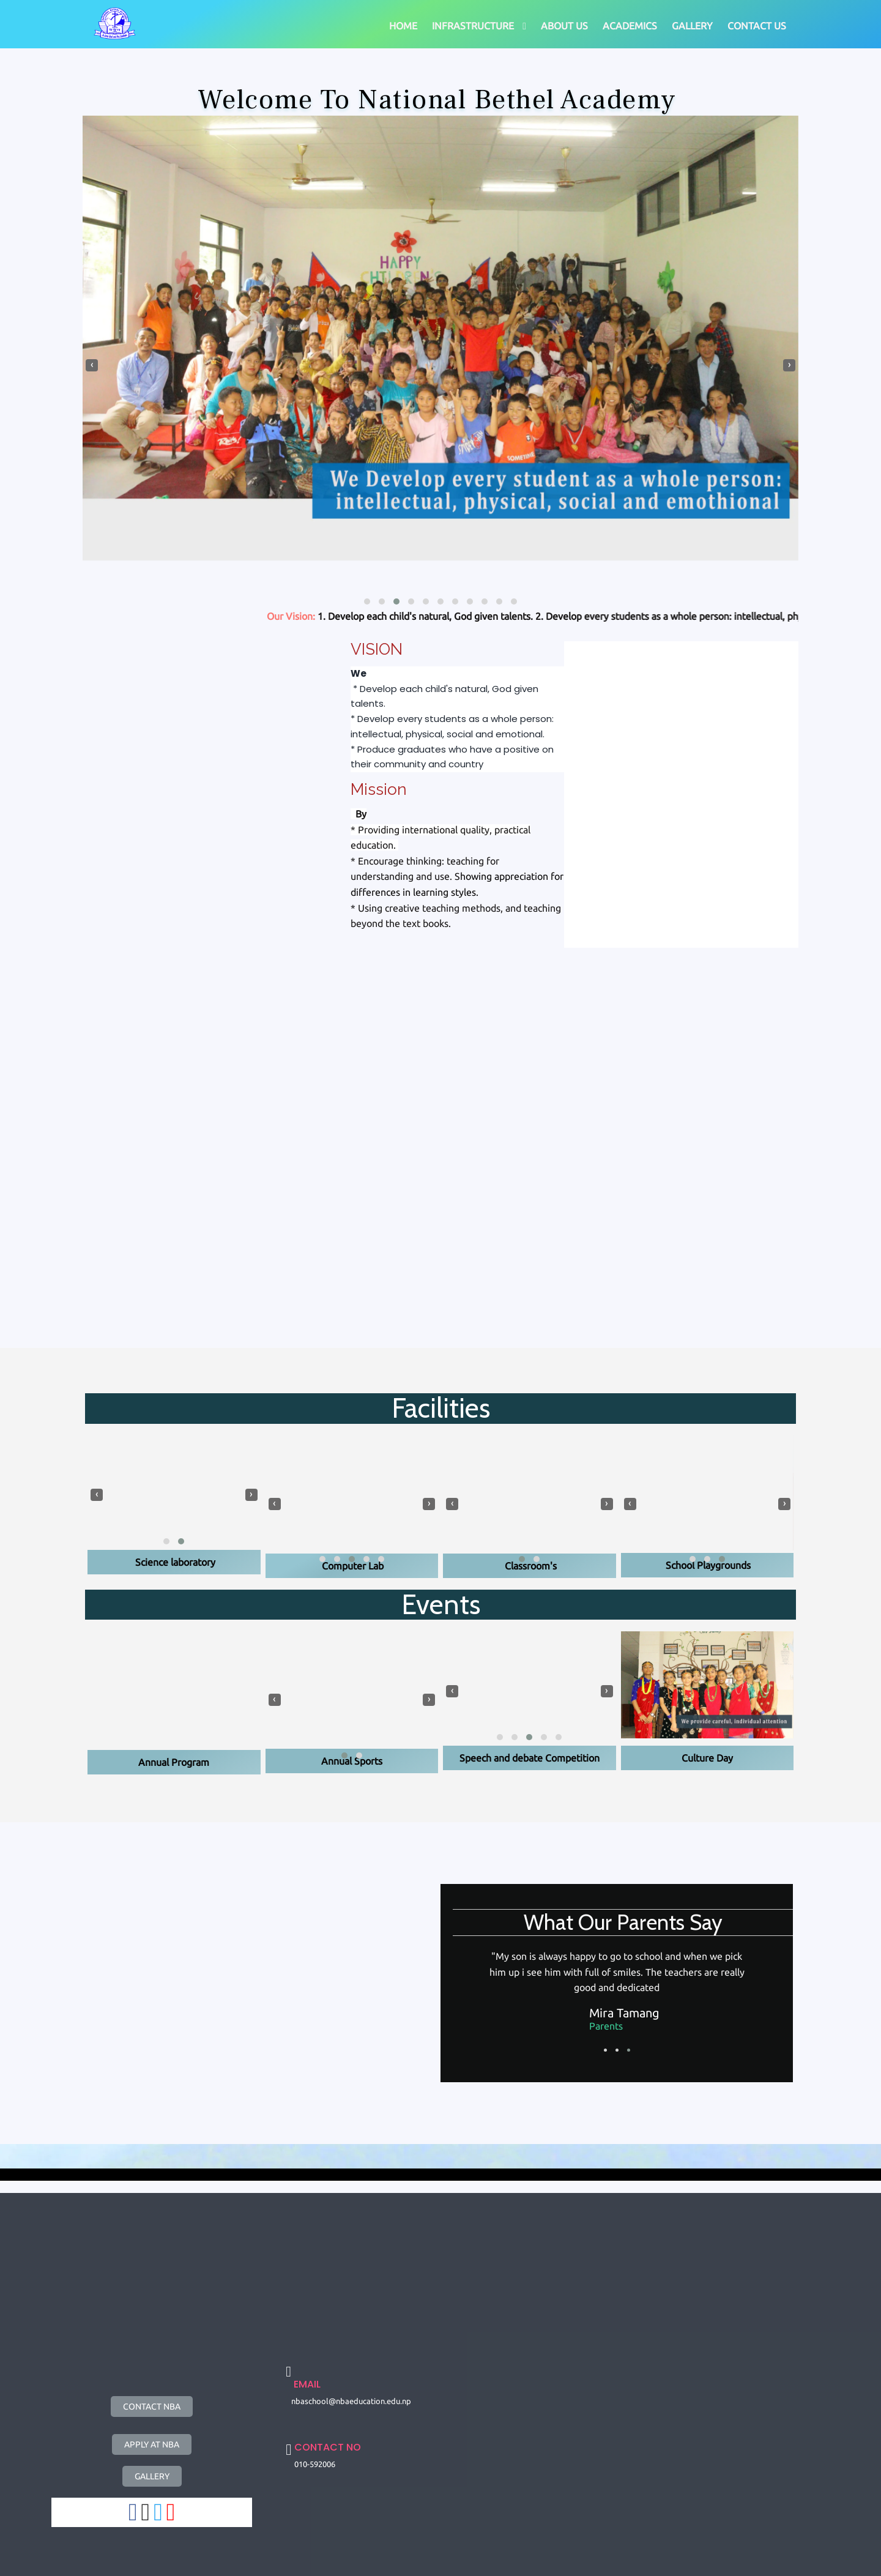 HOME INFRASTRUCTURE ABOUT US ACADEMICS GALLERY CONTACT US
Welcome To National Bethel Academy
HAPPY
CHILDREN'S
We Develop every student as a whole person:
intellectual, physical, social and emothional
Our Vision: 1. Develop each child's natural, God given talents. 2. Develop every students as a whole person: intellectual, ph
VISION
We
* Develop each child's natural, God given
talents.
* Develop every students as a whole person:
intellectual, physical, social and emotional.
* Produce graduates who have a positive on
their community and country
Mission
By
* Providing international quality, practical
education.
* Encourage thinking: teaching for
understanding and use. Showing appreciation for
differences in learning styles.
* Using creative teaching methods, and teaching
beyond the text books.
Facilities
Science laboratory
Computer Lab
Classroom's
School Playgrounds
Events
We provide careful, individual attention
Annual Program
Annual Sports
Speech and debate Competition
Culture Day
What Our Parents Say
"My son is always happy to go to school and when we pick
him up i see him with full of smiles. The teachers are really
good and dedicated
Mira Tamang
Parents
EMAIL
nbaschool@nbaeducation.edu.np
CONTACT NBA
APPLY AT NBA
GALLERY
CONTACT NO
010-592006